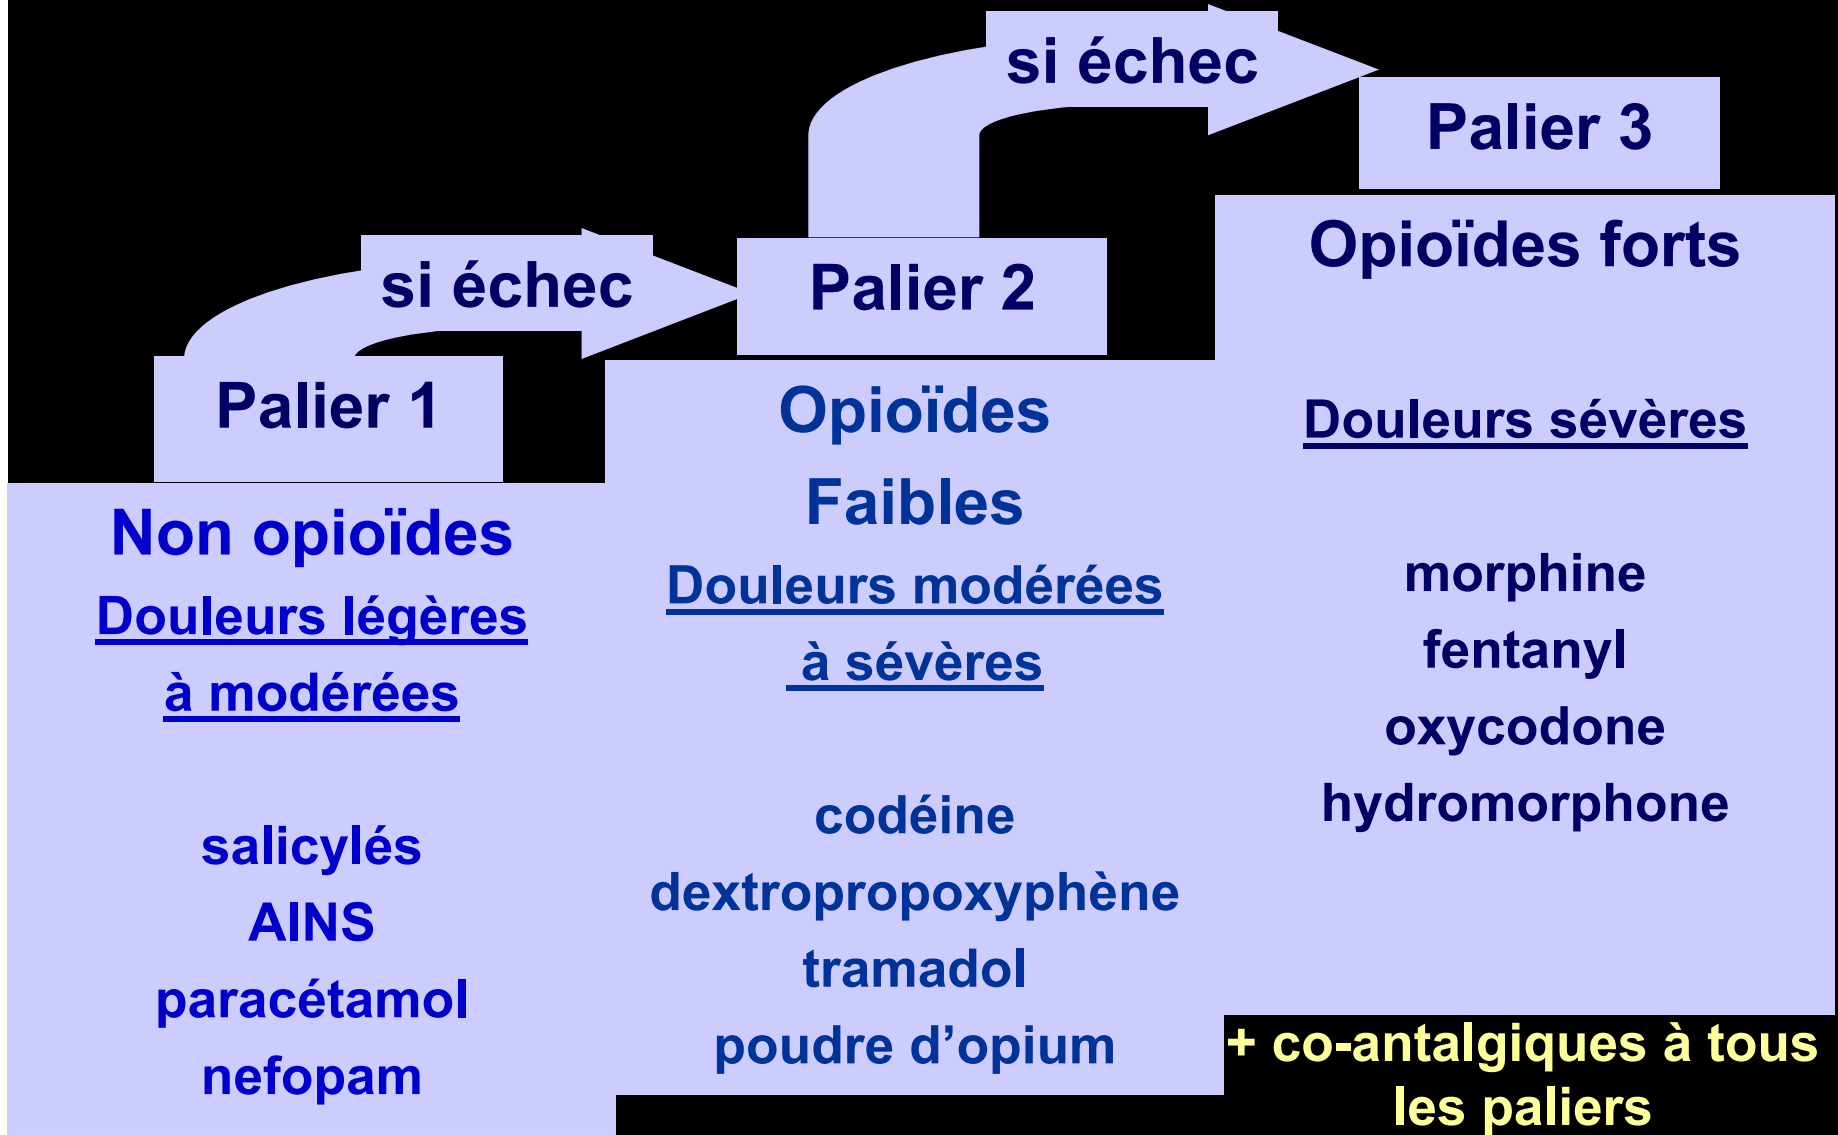 si échec
Palier 3
Opioïdes forts
Douleurs sévères
morphine
fentanyl
oxycodone
hydromorphone
si échec
Palier 2
Opioïdes
Faibles
Douleurs modérées
à sévères
codéine
dextropropoxyphène
tramadol
poudre d’opium
Palier 1
Non opioïdes
Douleurs légères
à modérées
salicylés
AINS
paracétamol
nefopam
+ co-antalgiques à tous
les paliers